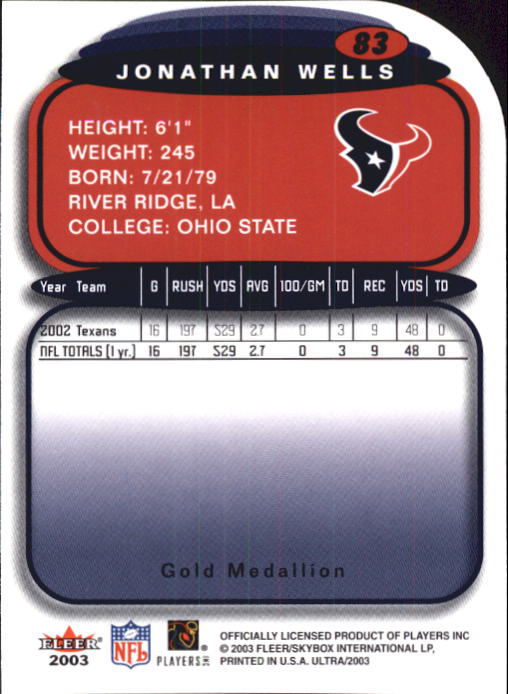 83
JONATHAN WELLS
HEIGHT: 6'1"
WEIGHT: 245
BORN: 7/21/79
RIVER RIDGE, LA
COLLEGE: OHIO STATE
Year Team G RUSH YDS AVG 100/GM TD REC YDS TD
2002 Texans 16 197 529 2.7 0 3 9 48 0
NFL TOTALS (1 yr.) 16 197 529 2.7 0 3 9 48 0
Gold Medallion
FLEER
2003
NFL
PLAYERS INC
OFFICIALLY LICENSED PRODUCT OF PLAYERS INC
© 2003 FLEER/SKYBOX INTERNATIONAL LP,
PRINTED IN U.S.A. ULTRA/2003